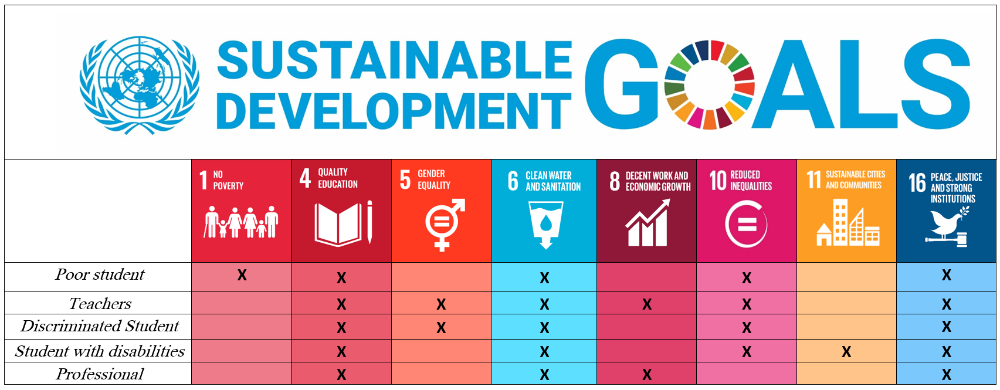 SUSTAINABLE
DEVELOPMENT
GOALS
1 NO
POVERTY
4 QUALITY
EDUCATION
5 GENDER
EQUALITY
6 CLEAN WATER
AND SANITATION
8 DECENT WORK AND
ECONOMIC GROWTH
10 REDUCED
INEQUALITIES
11 SUSTAINABLE CITIES
AND COMMUNITIES
16 PEACE, JUSTICE
AND STRONG
INSTITUTIONS
Poor student X X X X X
Teachers X X X X X X
Discriminated Student X X X X X
Student with disabilities X X X X X
Professional X X X X